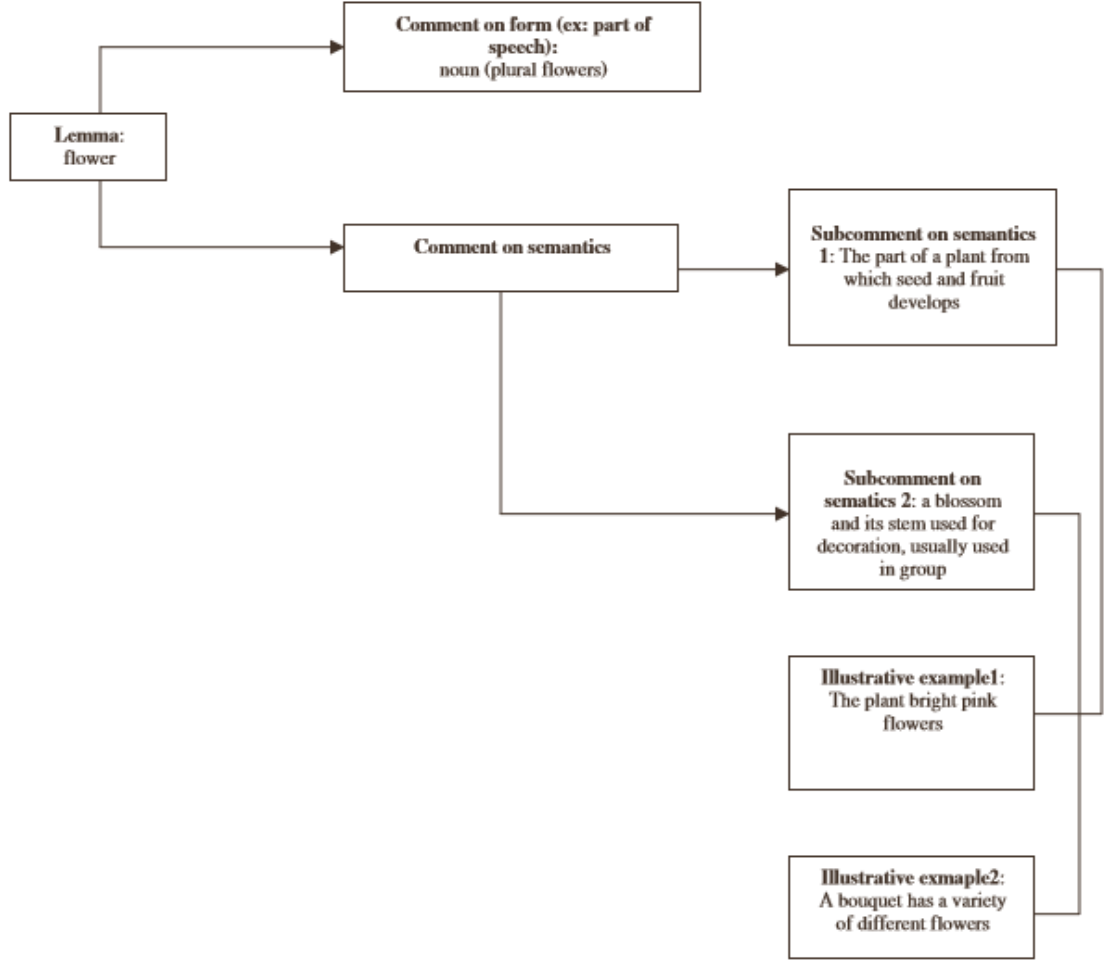 Comment on form (ex: part of
speech):
noun (plural flowers)
Lemma:
flower
Comment on semantics
Subcomment on semantics
1: The part of a plant from
which seed and fruit
develops
Subcomment on
sematics 2: a blossom
and its stem used for
decoration, usually used
in group
Illustrative example1:
The plant bright pink
flowers
Illustrative exmaple2:
A bouquet has a variety
of different flowers